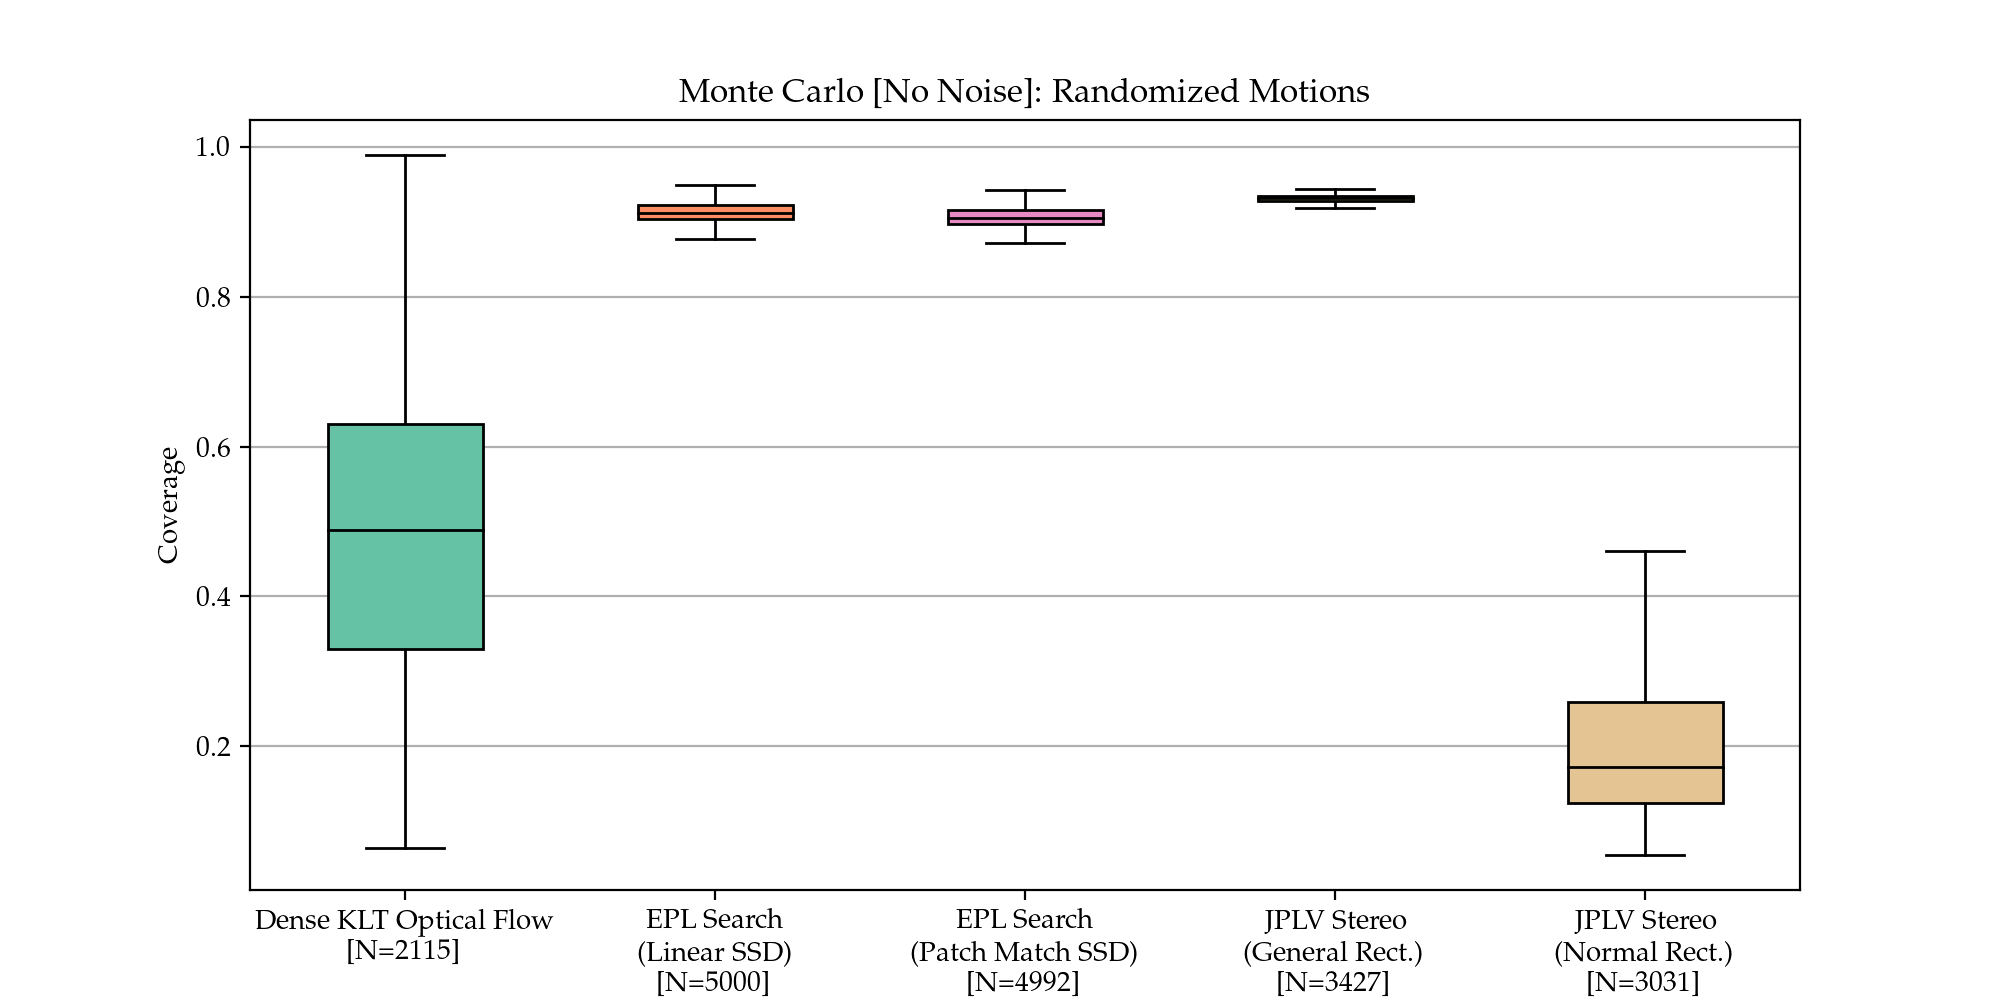 Monte Carlo [No Noise]: Randomized Motions
1.0
0.8
0.6
0.4
0.2
Coverage
Dense KLT Optical Flow
[N=2115]
EPL Search
(Linear SSD)
[N=5000]
EPL Search
(Patch Match SSD)
[N=4992]
JPLV Stereo
(General Rect.)
[N=3427]
JPLV Stereo
(Normal Rect.)
[N=3031]